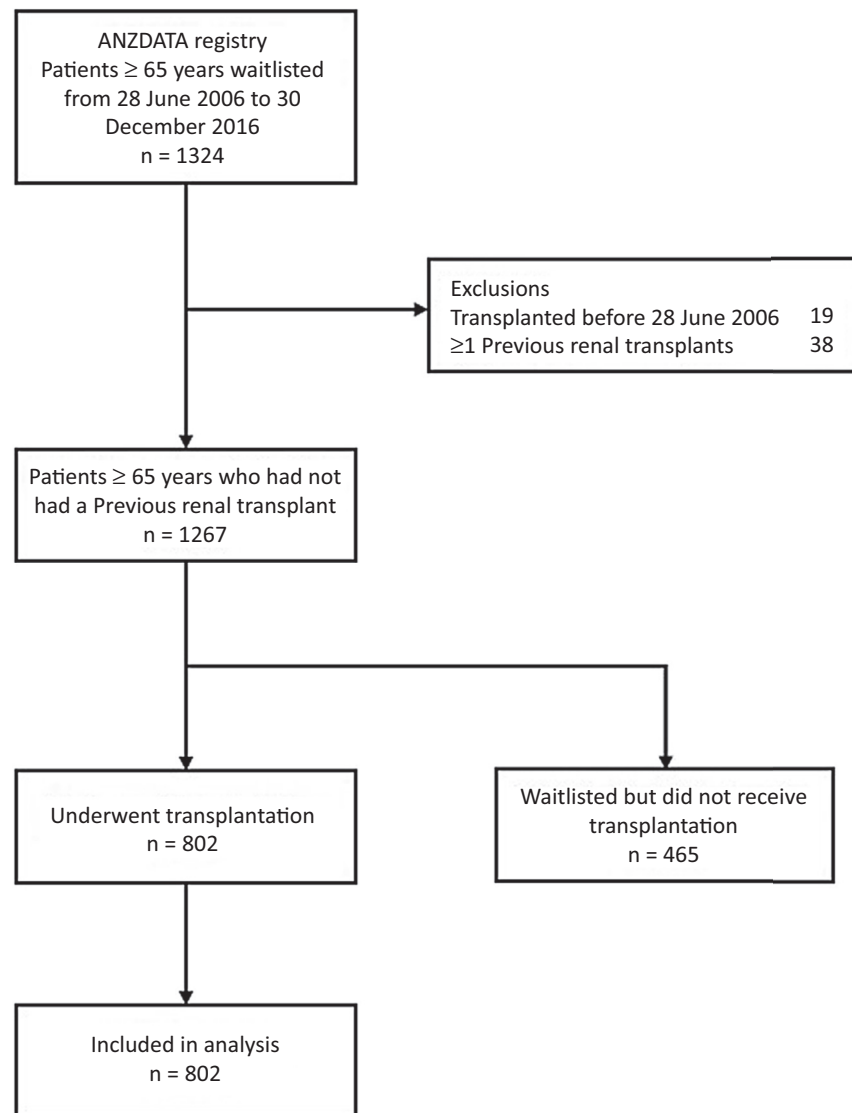 ANZDATA registry
Patients ≥ 65 years waitlisted
from 28 June 2006 to 30
December 2016
n = 1324
Exclusions
Transplanted before 28 June 2006 19
≥1 Previous renal transplants 38
Patients ≥ 65 years who had not
had a Previous renal transplant
n = 1267
Underwent transplantation
n = 802
Waitlisted but did not receive
transplantation
n = 465
Included in analysis
n = 802